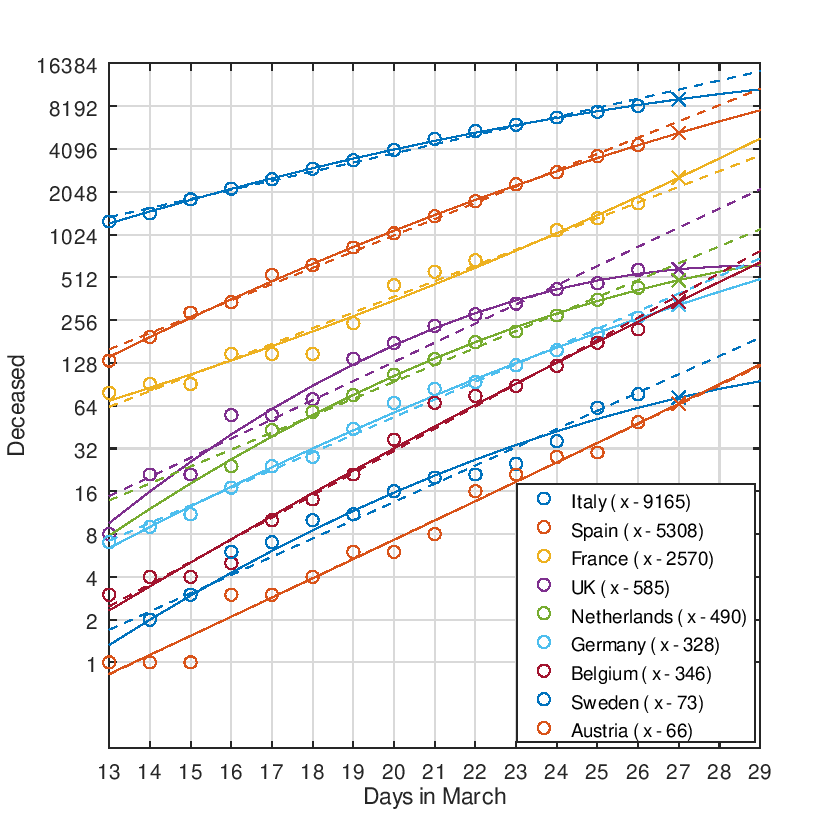 16384
8192
4096
2048
1024
512
256
128
64
32
16
8
4
2
1
Deceased
13 14 15 16 17 18 19 20 21 22 23 24 25 26 27 28 29
Days in March
Italy ( x - 9165)
Spain ( x - 5308)
France ( x - 2570)
UK ( x - 585)
Netherlands ( x - 490)
Germany ( x - 328)
Belgium ( x - 346)
Sweden ( x - 73)
Austria ( x - 66)